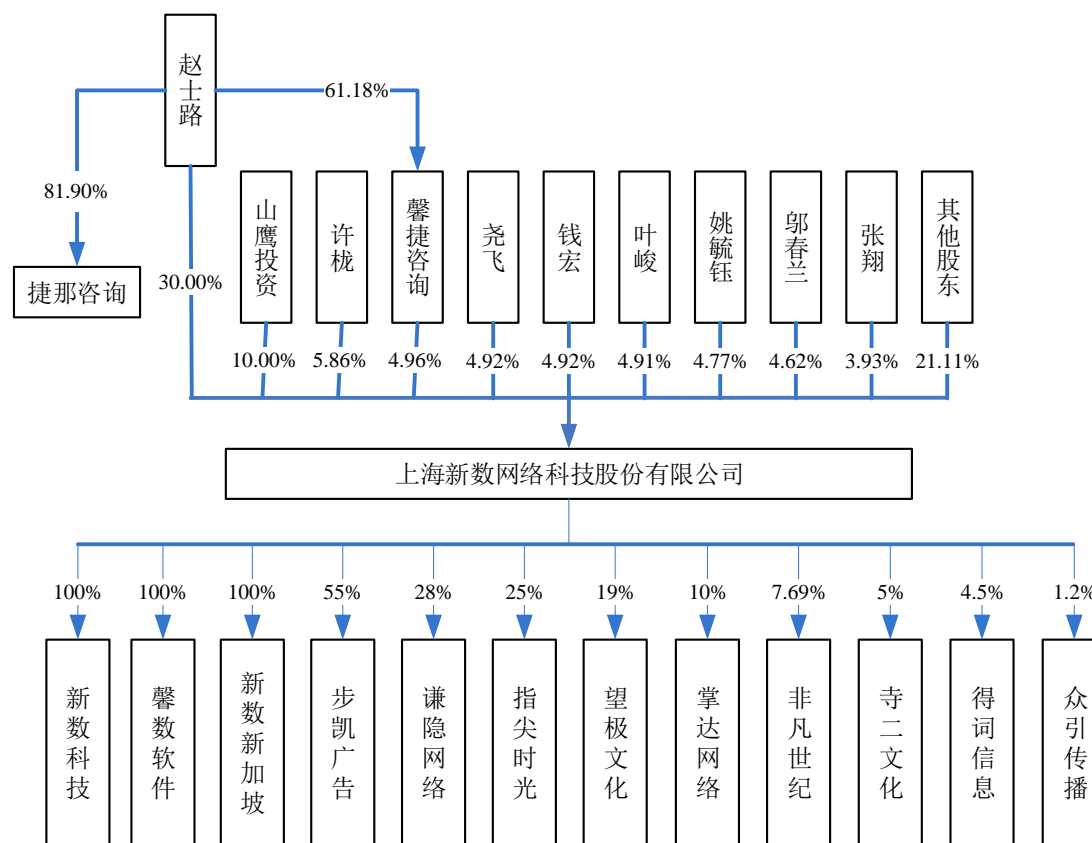 赵士路
61.18%
81.90%
捷那咨询
30.00%
山鹰投资
许栊
馨捷咨询
尧飞
钱宏
叶峻
姚毓钰
邬春兰
张翔
其他股东
10.00%
5.86%
4.96%
4.92%
4.92%
4.91%
4.77%
4.62%
3.93%
21.11%
上海新数网络科技股份有限公司
100%
100%
100%
55%
28%
25%
19%
10%
7.69%
5%
4.5%
1.2%
新数科技
馨数软件
新数新加坡
步凯广告
谦隐网络
指尖时光
望极文化
掌达网络
非凡世纪
寺二文化
得词信息
众引传播